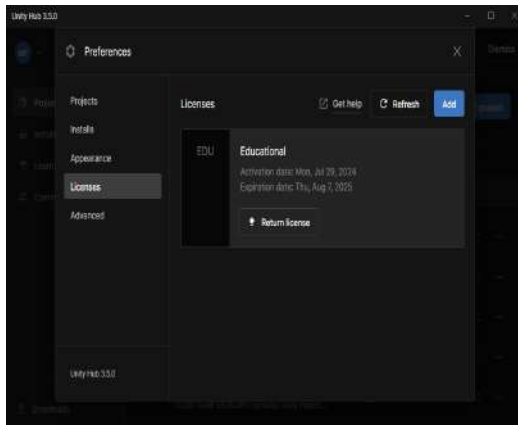 Unity Hub 3.5.0
Preferences
Projects
Installs
Appearance
Licenses
Advanced
Unity Hub 3.5.0
Licenses
Get help
Refresh
Add
EDU
Educational
Activation date: Mon, Jul 29, 2024
Expiration date: Thu, Aug 7, 2025
Return license